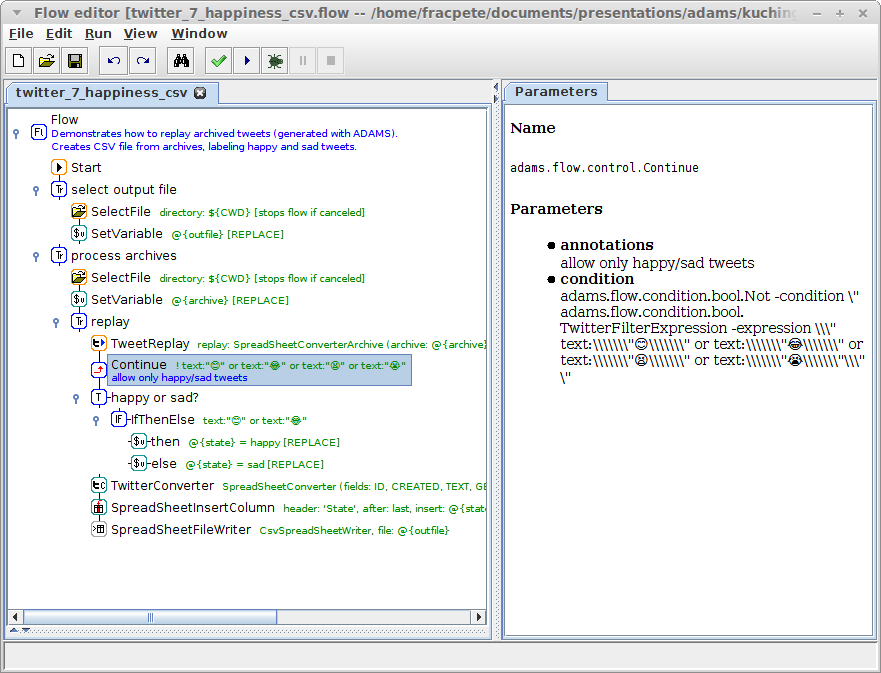 Flow editor [twitter_7_happiness_csv.flow -- /home/fracpete/documents/presentations/adams/kuching
File Edit Run View Window
twitter_7_happiness_csv
Flow
Demonstrates how to replay archived tweets (generated with ADAMS).
Creates CSV file from archives, labeling happy and sad tweets.
Start
select output file
SelectFile directory: ${CWD} [stops flow if canceled]
SetVariable @{outfile} [REPLACE]
process archives
SelectFile directory: ${CWD} [stops flow if canceled]
SetVariable @{archive} [REPLACE]
replay
TweetReplay replay: SpreadSheetConverterArchive (archive: @{archive}
Continue ! text:"😊" or text:"😂" or text:"😫" or text:"😭"
allow only happy/sad tweets
happy or sad?
IfThenElse text:"😊" or text:"😂"
then @{state} = happy [REPLACE]
else @{state} = sad [REPLACE]
TwitterConverter SpreadSheetConverter (fields: ID, CREATED, TEXT, GE
SpreadSheetInsertColumn header: 'State', after: last, insert: @{stat
SpreadSheetFileWriter CsvSpreadSheetWriter, file: @{outfile}
Parameters
Name
adams.flow.control.Continue
Parameters
● annotations
allow only happy/sad tweets
● condition
adams.flow.condition.bool.Not -condition \"
adams.flow.condition.bool.
TwitterFilterExpression -expression \\\"
text:\\\\\\\"😊\\\\\\\" or text:\\\\\\\"😂\\\\\\\" or
text:\\\\\\\"😫\\\\\\\" or text:\\\\\\\"😭\\\\\\\"\\\"
\"